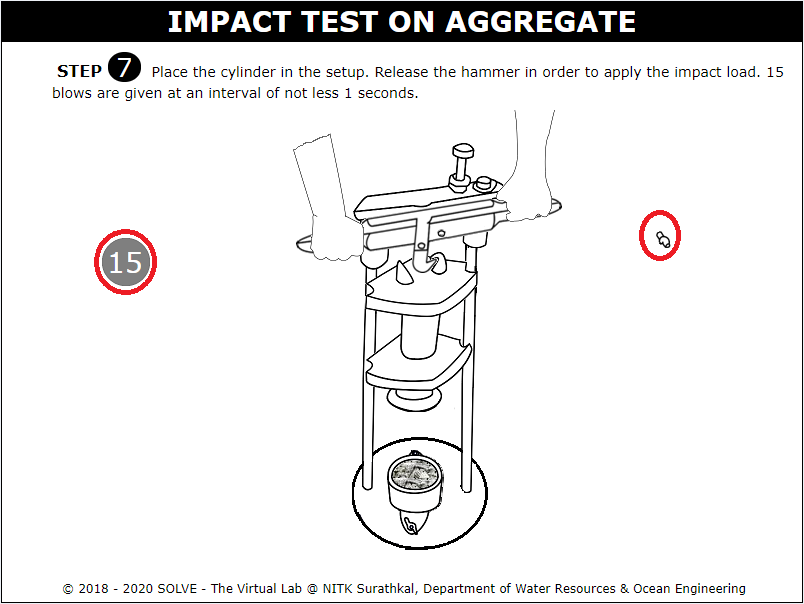 IMPACT TEST ON AGGREGATE
STEP 7 Place the cylinder in the setup. Release the hammer in order to apply the impact load. 15
blows are given at an interval of not less 1 seconds.
15
© 2018 - 2020 SOLVE - The Virtual Lab @ NITK Surathkal, Department of Water Resources & Ocean Engineering